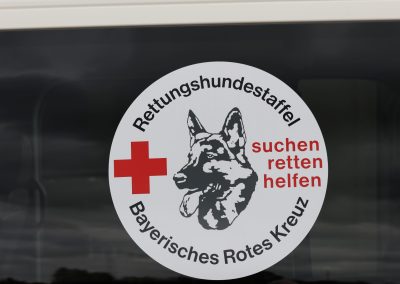 Rettungshundestaffel
suchen
retten
helfen
Bayerisches Rotes Kreuz